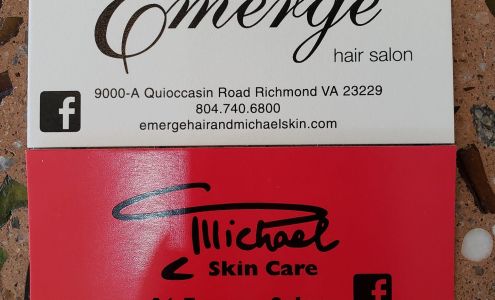 Emerge
hair salon
9000-A Quioccasin Road Richmond VA 23229
804.740.6800
emergehairandmichaelskin.com
f
Michael
Skin Care
f